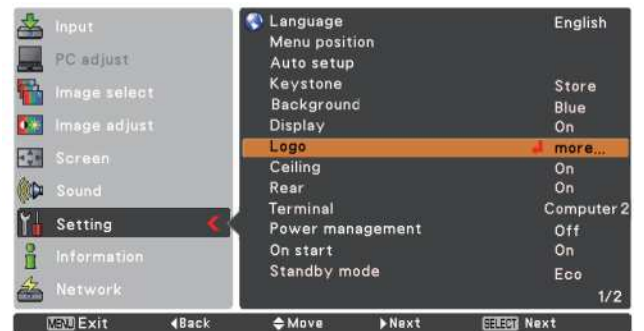 Input
PC adjust
Image select
Image adjust
Screen
Sound
Setting
Information
Network
Language English
Menu position
Auto setup
Keystone Store
Background Blue
Display On
Logo more...
Ceiling On
Rear On
Terminal Computer 2
Power management Off
On start On
Standby mode Eco
1/2
MENU Exit Back Move Next SELECT Next